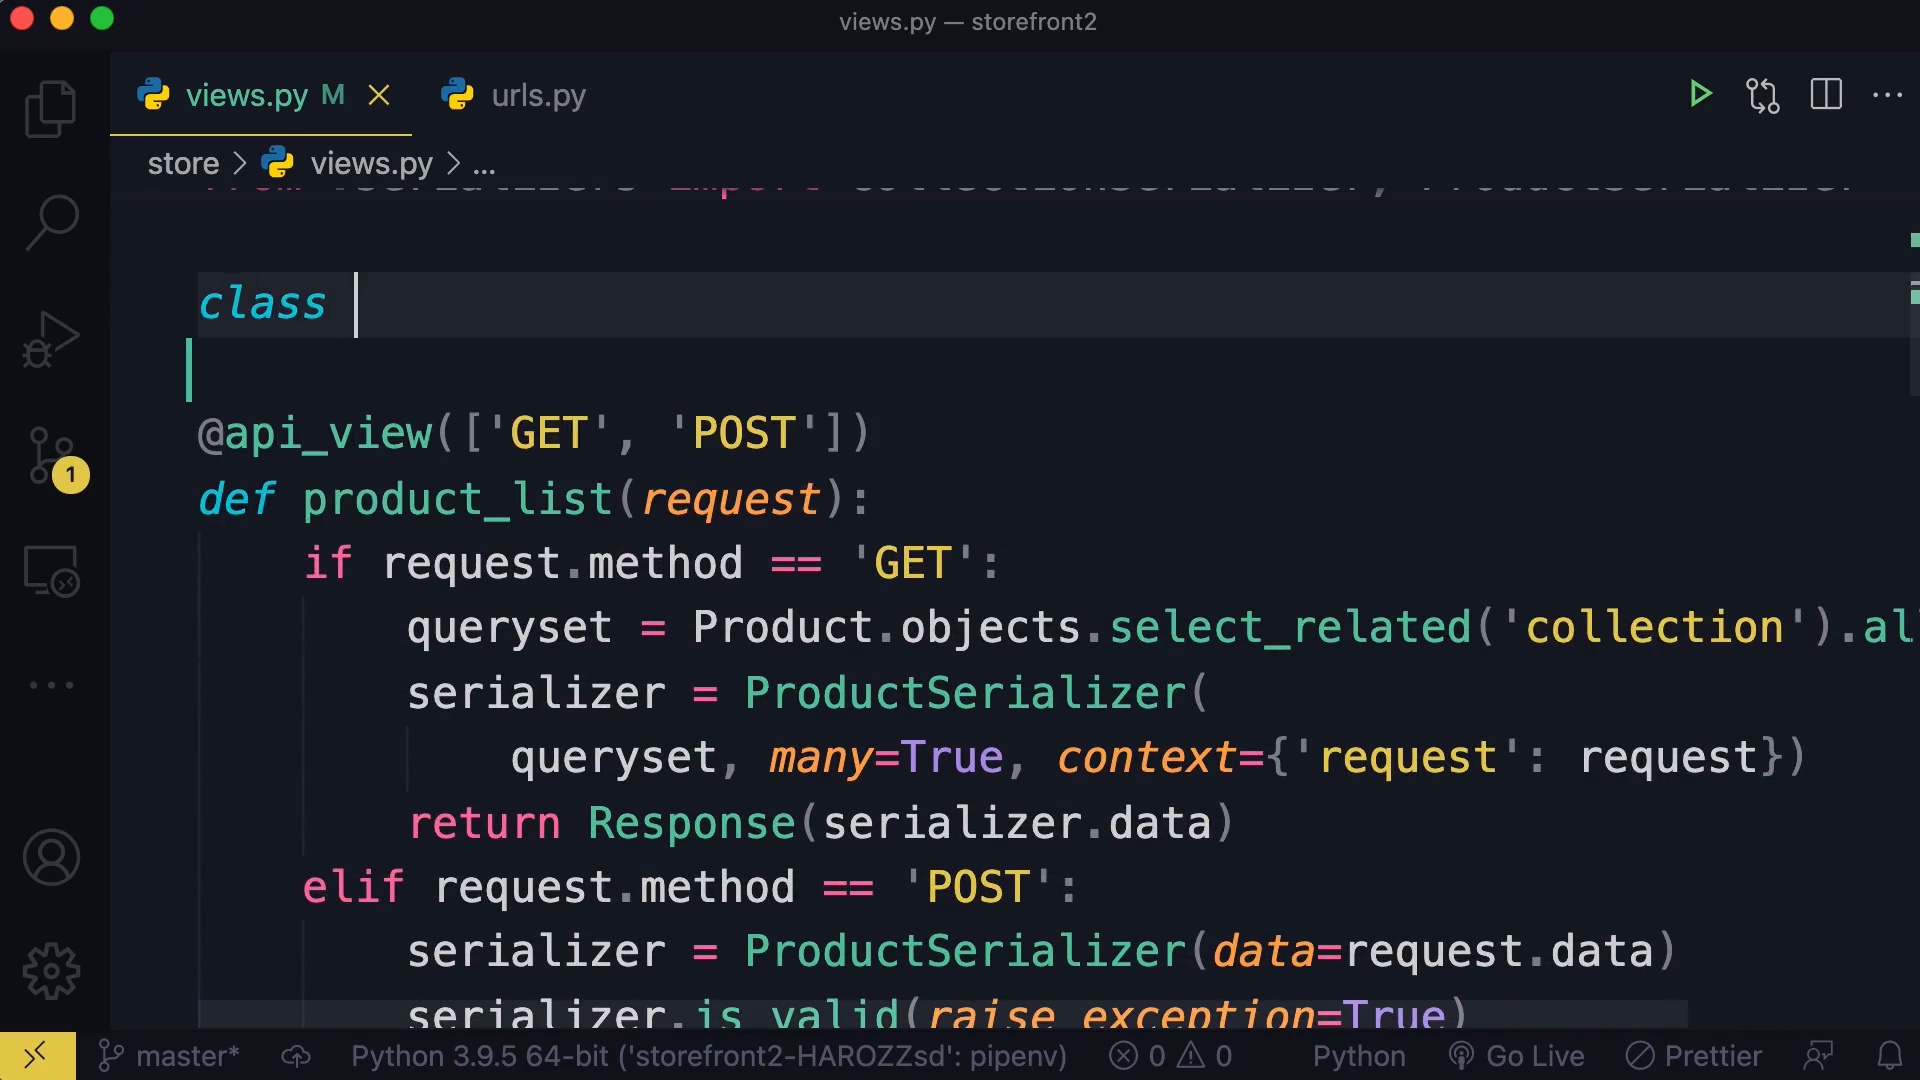 views.py — storefront2
views.py M
urls.py
store > views.py > ...
import
class
@api_view(['GET', 'POST'])
def product_list(request):
if request.method == 'GET':
queryset = Product.objects.select_related('collection').al
serializer = ProductSerializer(
queryset, many=True, context={'request': request})
return Response(serializer.data)
elif request.method == 'POST':
serializer = ProductSerializer(data=request.data)
serializer.is_valid(raise_exception=True)
1
master*
Python 3.9.5 64-bit ('storefront2-HAROZZsd': pipenv)
0
0
Python
Go Live
Prettier